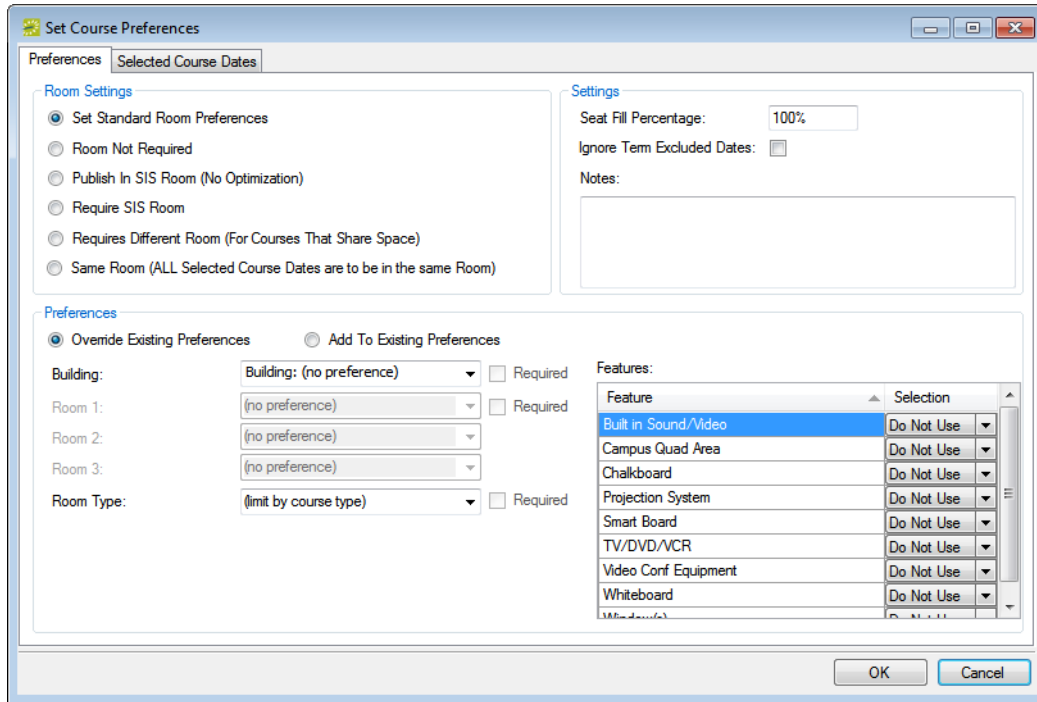 Set Course Preferences
Preferences
Selected Course Dates
Room Settings
Set Standard Room Preferences
Room Not Required
Publish In SIS Room (No Optimization)
Require SIS Room
Requires Different Room (For Courses That Share Space)
Same Room (ALL Selected Course Dates are to be in the same Room)
Settings
Seat Fill Percentage: 100%
Ignore Term Excluded Dates:
Notes:
Preferences
Override Existing Preferences
Add To Existing Preferences
Building: Building: (no preference) Required
Room 1: (no preference) Required
Room 2: (no preference)
Room 3: (no preference)
Room Type: (limit by course type) Required
Features:
Feature Selection
Built in Sound/Video Do Not Use
Campus Quad Area Do Not Use
Chalkboard Do Not Use
Projection System Do Not Use
Smart Board Do Not Use
TV/DVD/VCR Do Not Use
Video Conf Equipment Do Not Use
Whiteboard Do Not Use
OK
Cancel